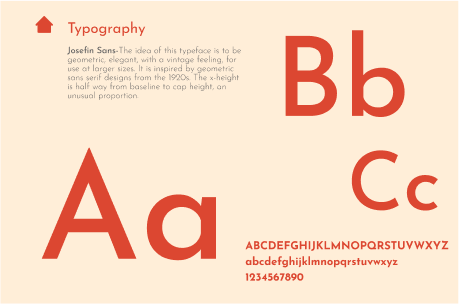 Typography
Josefin Sans-The idea of this typeface is to be
geometric, elegant, with a vintage feeling, for
use at larger sizes. It is inspired by geometric
sans serif designs from the 1920s. The x-height
is half way from baseline to cap height, an
unusual proportion.
Bb
Cc
Aa
ABCDEFGHIJKLMNOPQRSTUVWXYZ
abcdefghijklmnopqrstuvwxyz
1234567890